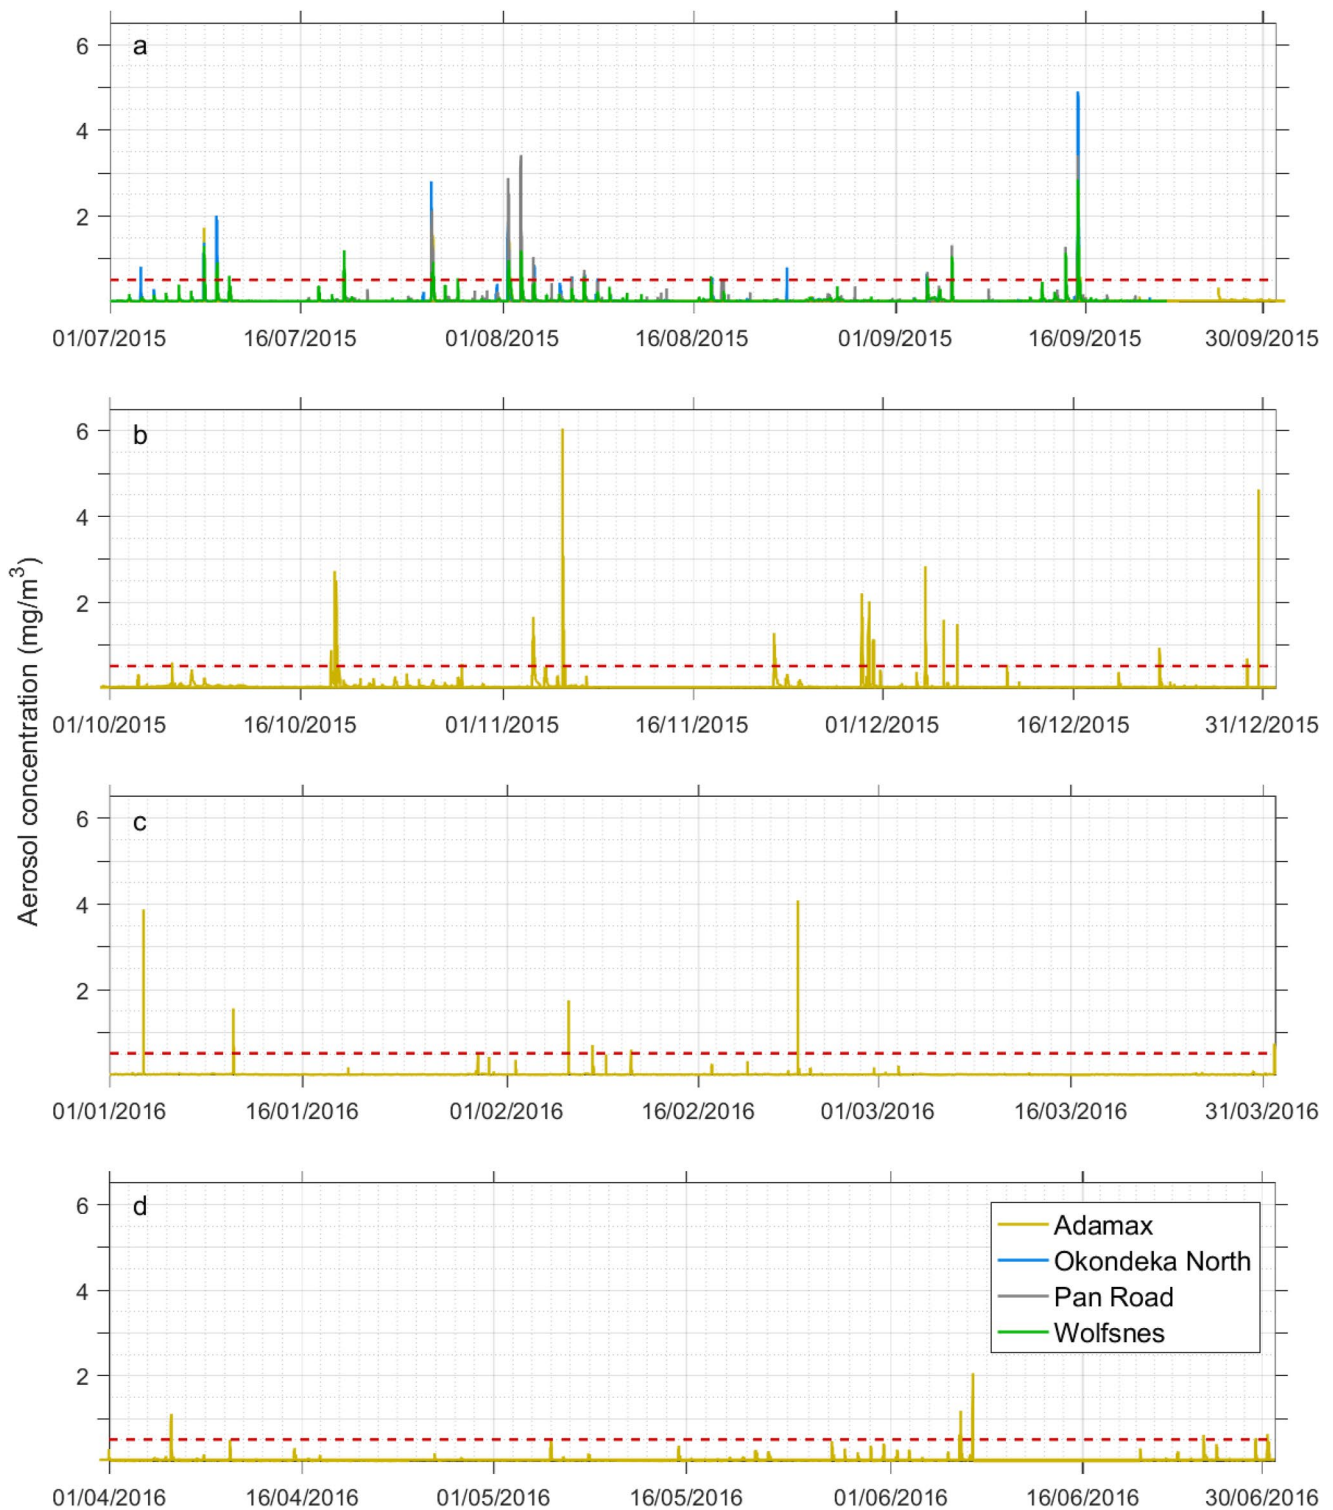 a
6
4
2
01/07/2015 16/07/2015 01/08/2015 16/08/2015 01/09/2015 16/09/2015 30/09/2015
b
6
4
2
01/10/2015 16/10/2015 01/11/2015 16/11/2015 01/12/2015 16/12/2015 31/12/2015
Aerosol concentration (mg/m³)
c
6
4
2
01/01/2016 16/01/2016 01/02/2016 16/02/2016 01/03/2016 16/03/2016 31/03/2016
d
6
4
2
Adamax
Okondeka North
Pan Road
Wolfsnes
01/04/2016 16/04/2016 01/05/2016 16/05/2016 01/06/2016 16/06/2016 30/06/2016